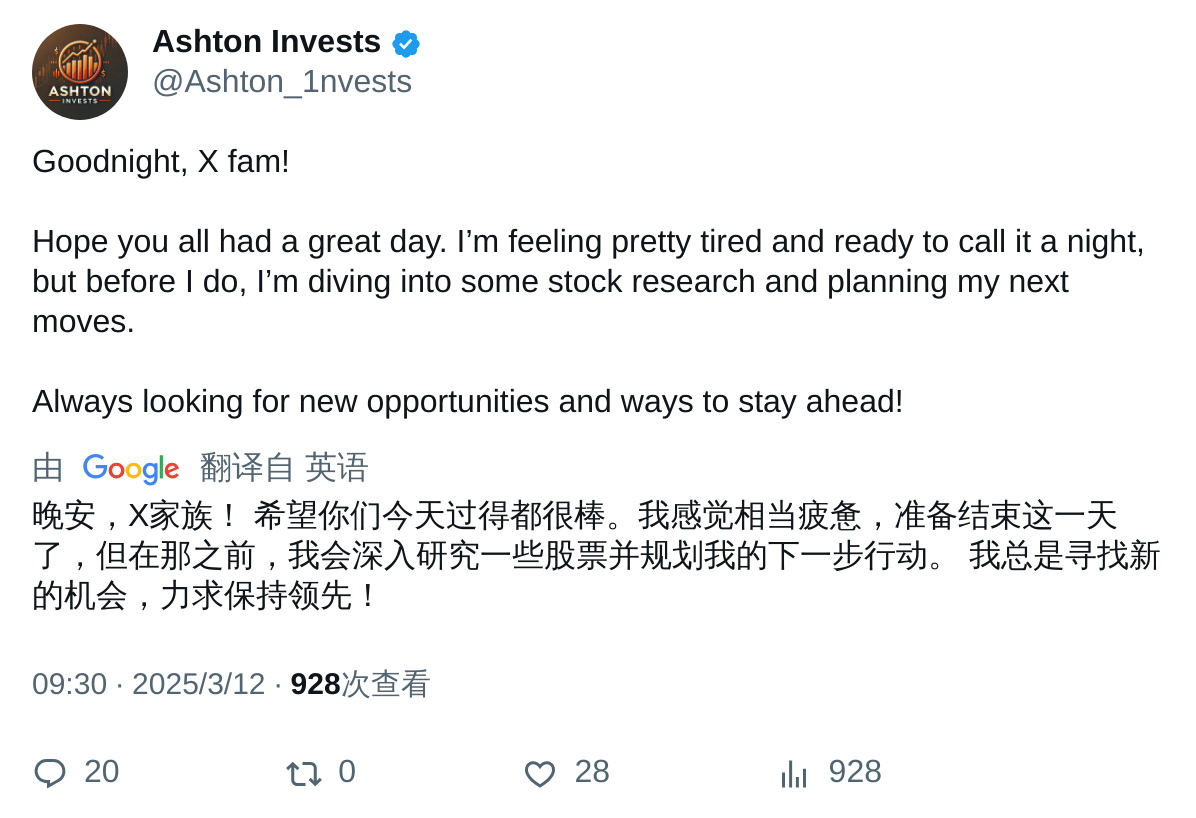 ASHTON
INVESTS
Ashton Invests
@Ashton_1nvests
Goodnight, X fam!
Hope you all had a great day. I’m feeling pretty tired and ready to call it a night,
but before I do, I’m diving into some stock research and planning my next
moves.
Always looking for new opportunities and ways to stay ahead!
由 Google 翻译自 英语
晚安，X家族！ 希望你们今天过得都很棒。我感觉相当疲惫，准备结束这一天
了，但在那之前，我会深入研究一些股票并规划我的下一步行动。 我总是寻找新
的机会，力求保持领先！
09:30 · 2025/3/12 · 928次查看
20 0 28 928